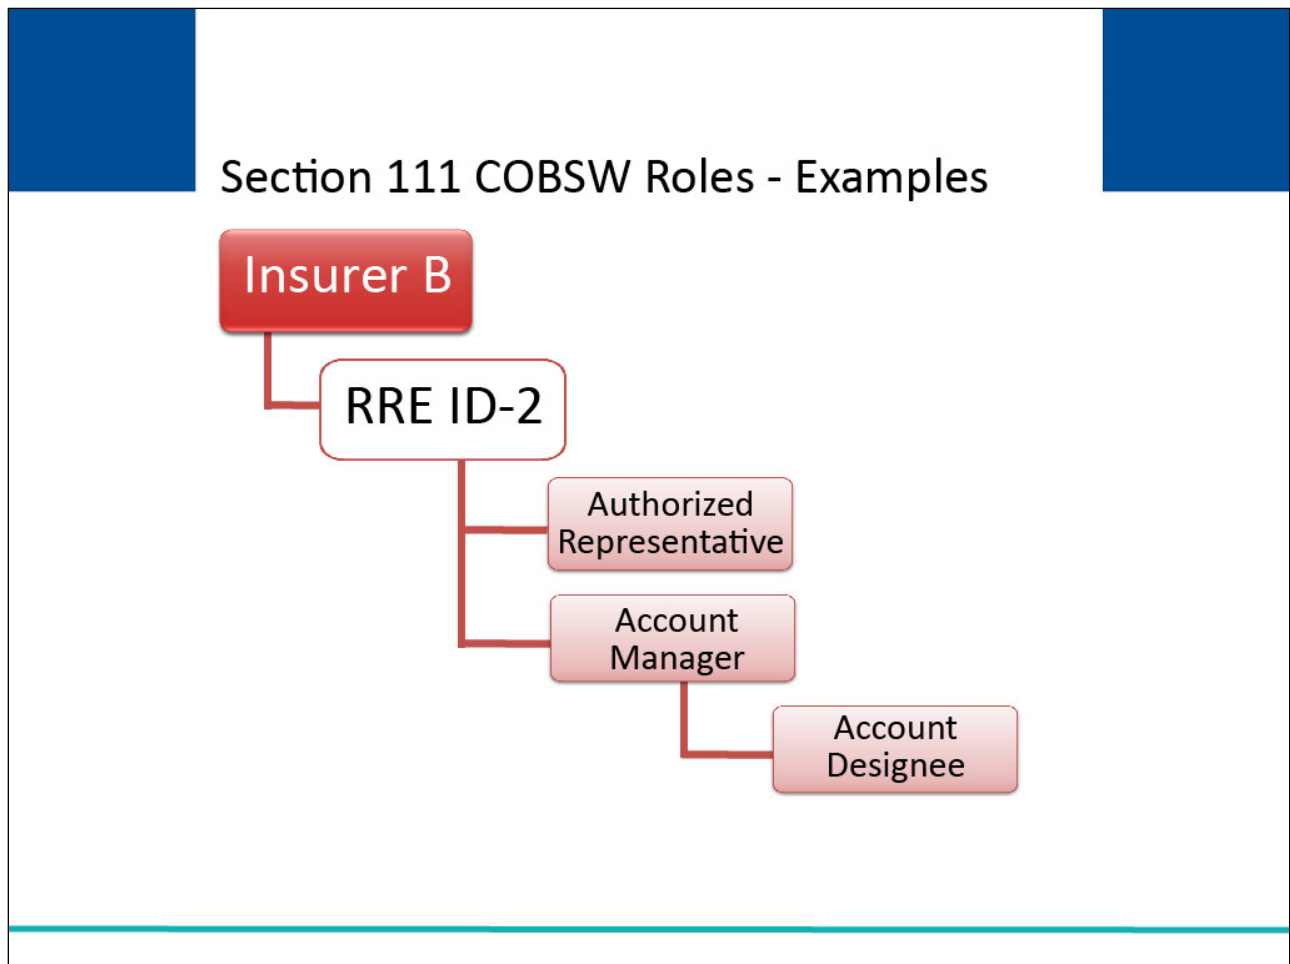 Section 111 COBSW Roles - Examples
Insurer B
RRE ID-2
Authorized
Representative
Account
Manager
Account
Designee